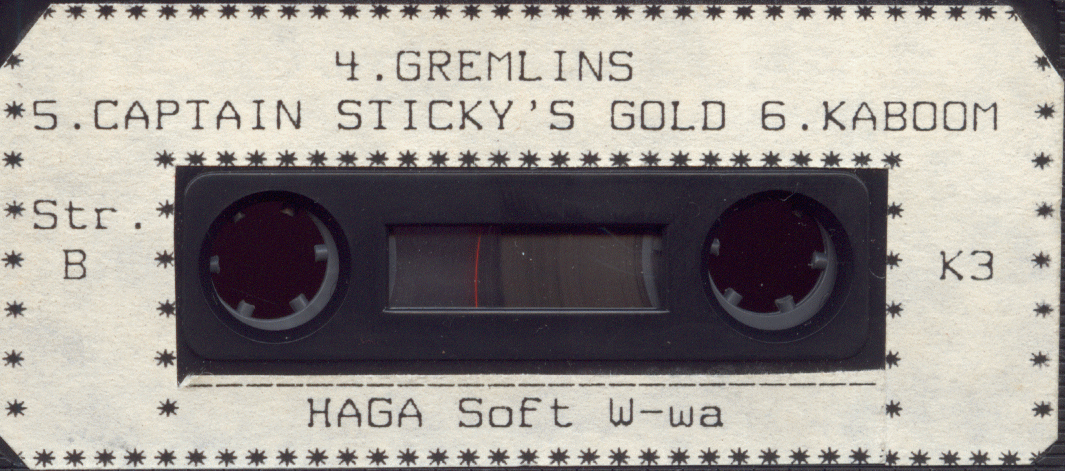 4.GREMLINS
5.CAPTAIN STICKY'S GOLD 6.KABOOM
Str.
B
K3
HAGA Soft W-wa